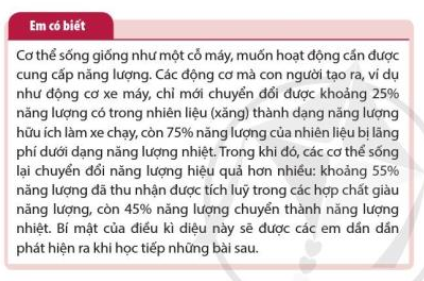 Em có biết
Cơ thể sống giống như một cỗ máy, muốn hoạt động cần được
cung cấp năng lượng. Các động cơ mà con người tạo ra, ví dụ
như động cơ xe máy, chỉ mới chuyển đổi được khoảng 25%
năng lượng có trong nhiên liệu (xăng) thành dạng năng lượng
hữu ích làm xe chạy, còn 75% năng lượng của nhiên liệu bị lãng
phí dưới dạng năng lượng nhiệt. Trong khi đó, các cơ thể sống
lại chuyển đổi năng lượng hiệu quả hơn nhiều: khoảng 55%
năng lượng đã thu nhận được tích luỹ trong các hợp chất giàu
năng lượng, còn 45% năng lượng chuyển thành năng lượng
nhiệt. Bí mật của điều kì diệu này sẽ được các em dần dần
phát hiện ra khi học tiếp những bài sau.